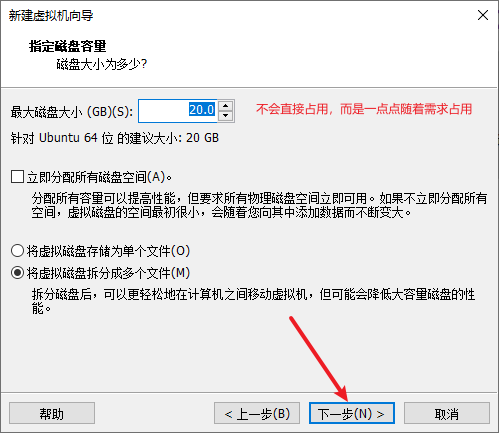 新建虚拟机向导
指定磁盘容量
磁盘大小为多少?
最大磁盘大小 (GB)(S): 20.0 不会直接占用，而是一点点随着需求占用
针对 Ubuntu 64 位 的建议大小: 20 GB
立即分配所有磁盘空间(A)。
分配所有容量可以提高性能，但要求所有物理磁盘空间立即可用。如果不立即分配所有
空间，虚拟磁盘的空间最初很小，会随着您向其中添加数据而不断变大。
将虚拟磁盘存储为单个文件(O)
将虚拟磁盘拆分成多个文件(M)
拆分磁盘后，可以更轻松地在计算机之间移动虚拟机，但可能会降低大容量磁盘的性
能。
帮助 < 上一步(B) 下一步(N) > 取消